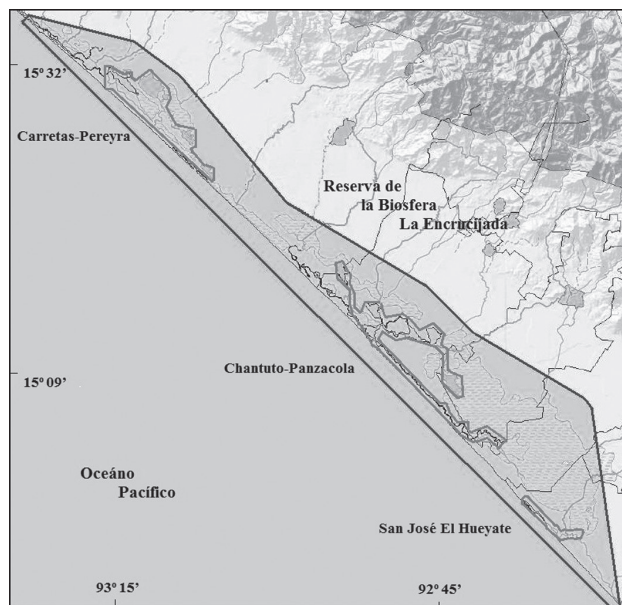 15º 32’
Carretas-Pereyra
Reserva de
la Biosfera
La Encrucijada
Chantuto-Panzacola
15º 09’
Oceáno
Pacífico
San José El Hueyate
93º 15’
92º 45’